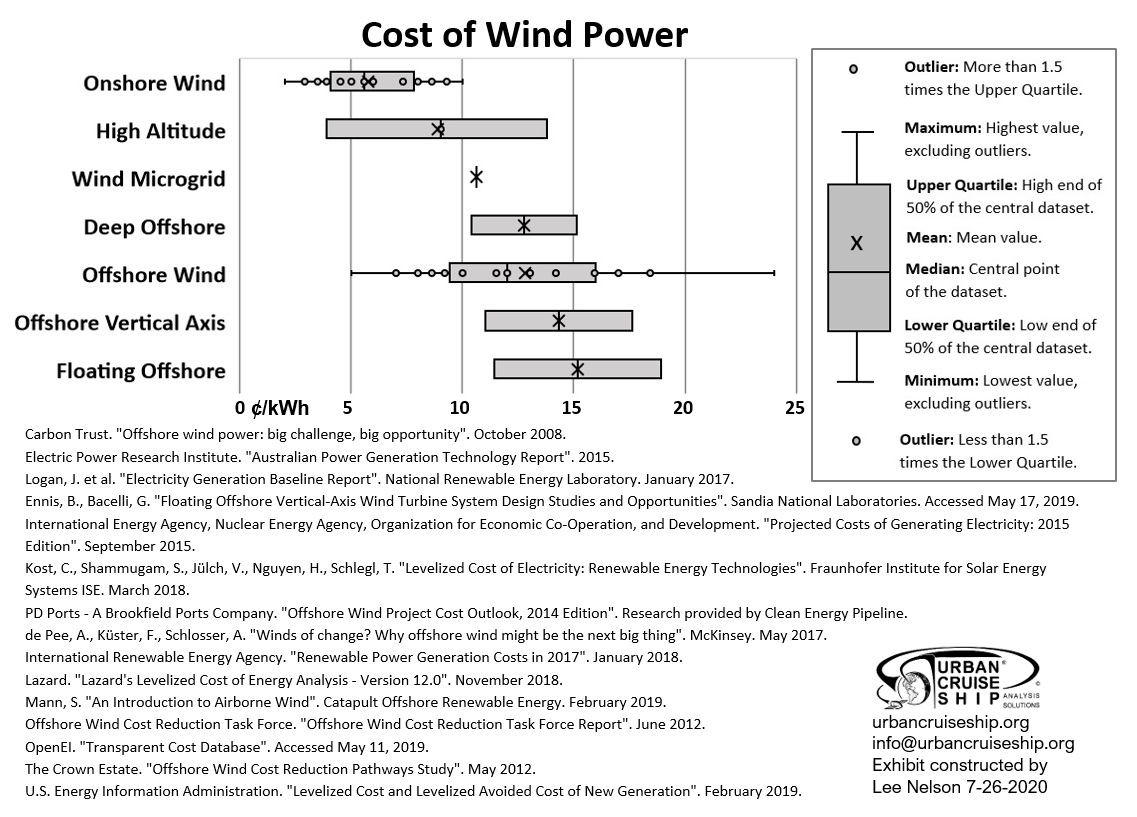 Cost of Wind Power
Onshore Wind
High Altitude
Wind Microgrid
Deep Offshore
Offshore Wind
Offshore Vertical Axis
Floating Offshore
0 ¢/kWh 5 10 15 20 25
Outlier: More than 1.5
times the Upper Quartile.
Maximum: Highest value,
excluding outliers.
Upper Quartile: High end of
50% of the central dataset.
X
Mean: Mean value.
Median: Central point
of the dataset.
Lower Quartile: Low end of
50% of the central dataset.
Minimum: Lowest value,
excluding outliers.
Outlier: Less than 1.5
times the Lower Quartile.
Carbon Trust. "Offshore wind power: big challenge, big opportunity". October 2008.
Electric Power Research Institute. "Australian Power Generation Technology Report". 2015.
Logan, J. et al. "Electricity Generation Baseline Report". National Renewable Energy Laboratory. January 2017.
Ennis, B., Bacelli, G. "Floating Offshore Vertical-Axis Wind Turbine System Design Studies and Opportunities". Sandia National Laboratories. Accessed May 17, 2019.
International Energy Agency, Nuclear Energy Agency, Organization for Economic Co-Operation, and Development. "Projected Costs of Generating Electricity: 2015
Edition". September 2015.
Kost, C., Shammugam, S., Jülch, V., Nguyen, H., Schlegl, T. "Levelized Cost of Electricity: Renewable Energy Technologies". Fraunhofer Institute for Solar Energy
Systems ISE. March 2018.
PD Ports - A Brookfield Ports Company. "Offshore Wind Project Cost Outlook, 2014 Edition". Research provided by Clean Energy Pipeline.
de Pee, A., Küster, F., Schlosser, A. "Winds of change? Why offshore wind might be the next big thing". McKinsey. May 2017.
International Renewable Energy Agency. "Renewable Power Generation Costs in 2017". January 2018.
Lazard. "Lazard's Levelized Cost of Energy Analysis - Version 12.0". November 2018.
Mann, S. "An Introduction to Airborne Wind". Catapult Offshore Renewable Energy. February 2019.
Offshore Wind Cost Reduction Task Force. "Offshore Wind Cost Reduction Task Force Report". June 2012.
OpenEI. "Transparent Cost Database". Accessed May 11, 2019.
The Crown Estate. "Offshore Wind Cost Reduction Pathways Study". May 2012.
U.S. Energy Information Administration. "Levelized Cost and Levelized Avoided Cost of New Generation". February 2019.
URBAN®
CRUISE ©
SHIP ANALYSIS
SOLUTIONS
urbancruiseship.org
info@urbancruiseship.org
Exhibit constructed by
Lee Nelson 7-26-2020